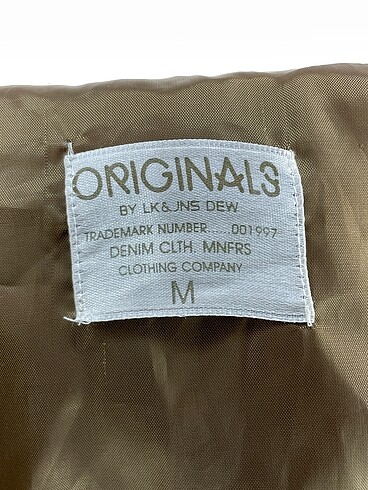 ORIGINALS
BY LK&JNS DEW
TRADEMARK NUMBER.....001997
DENIM CLTH. MNFRS
CLOTHING COMPANY
M